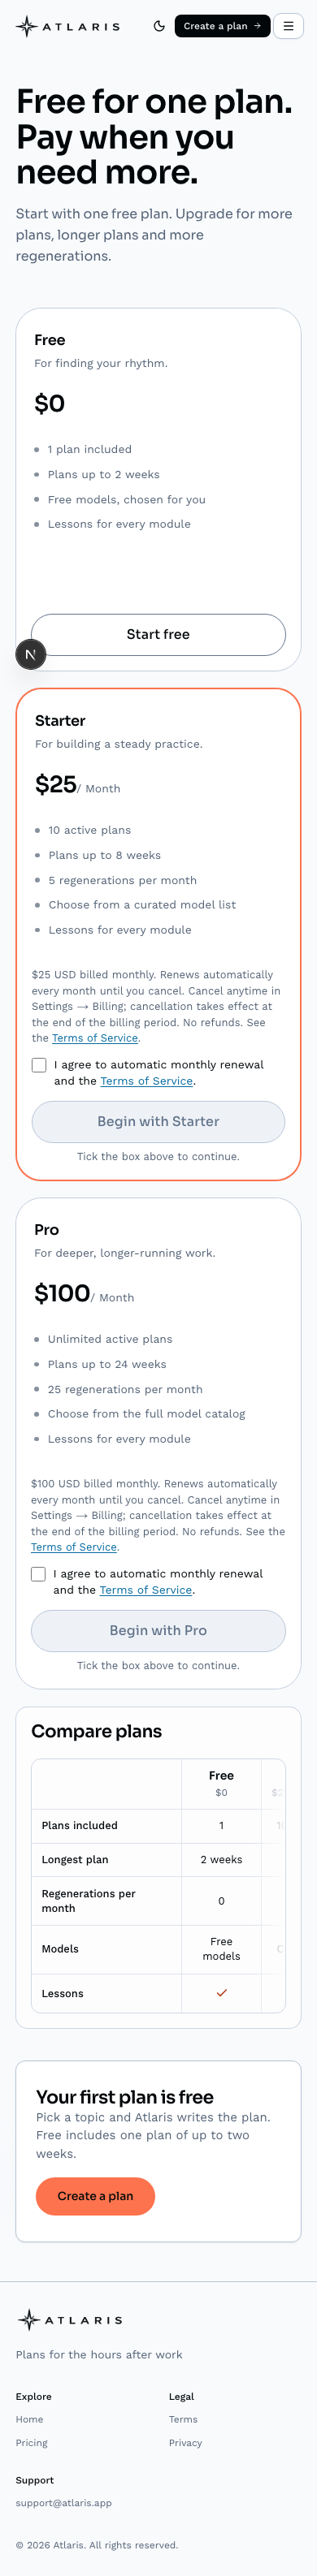 ATLARIS
Create a plan →
Free for one plan.
Pay when you
need more.
Start with one free plan. Upgrade for more
plans, longer plans and more
regenerations.
Free
For finding your rhythm.
$0
1 plan included
Plans up to 2 weeks
Free models, chosen for you
Lessons for every module
Start free
N
Starter
For building a steady practice.
$25/ Month
10 active plans
Plans up to 8 weeks
5 regenerations per month
Choose from a curated model list
Lessons for every module
$25 USD billed monthly. Renews automatically
every month until you cancel. Cancel anytime in
Settings → Billing; cancellation takes effect at
the end of the billing period. No refunds. See
the Terms of Service.
I agree to automatic monthly renewal
and the Terms of Service.
Begin with Starter
Tick the box above to continue.
Pro
For deeper, longer-running work.
$100/ Month
Unlimited active plans
Plans up to 24 weeks
25 regenerations per month
Choose from the full model catalog
Lessons for every module
$100 USD billed monthly. Renews automatically
every month until you cancel. Cancel anytime in
Settings → Billing; cancellation takes effect at
the end of the billing period. No refunds. See the
Terms of Service.
I agree to automatic monthly renewal
and the Terms of Service.
Begin with Pro
Tick the box above to continue.
Compare plans
Free
$0
Plans included 1
Longest plan 2 weeks
Regenerations per
month 0
Models Free
models
Lessons
Your first plan is free
Pick a topic and Atlaris writes the plan.
Free includes one plan of up to two
weeks.
Create a plan
ATLARIS
Plans for the hours after work
Explore Legal
Home Terms
Pricing Privacy
Support
support@atlaris.app
© 2026 Atlaris. All rights reserved.